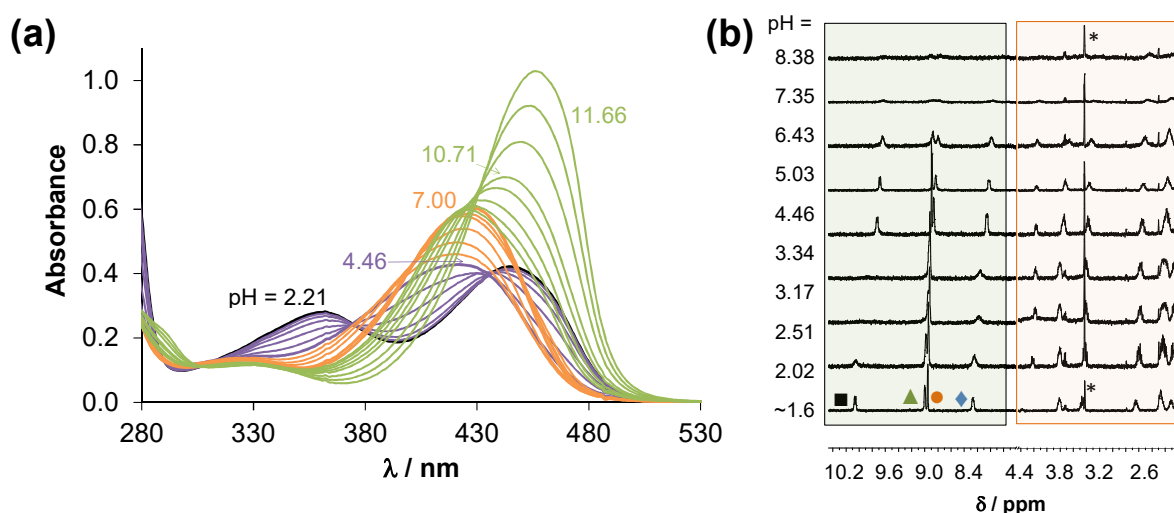 (a)
Absorbance
1.0
0.8
0.6
0.4
0.2
0.0
11.66
10.71
7.00
4.46
pH = 2.21
280 330 380 430 480 530
λ / nm
(b)
pH =
8.38
7.35
6.43
5.03
4.46
3.34
3.17
2.51
2.02
~1.6
*
*
10.2 9.6 9.0 8.4 4.4 3.8 3.2 2.6
δ / ppm